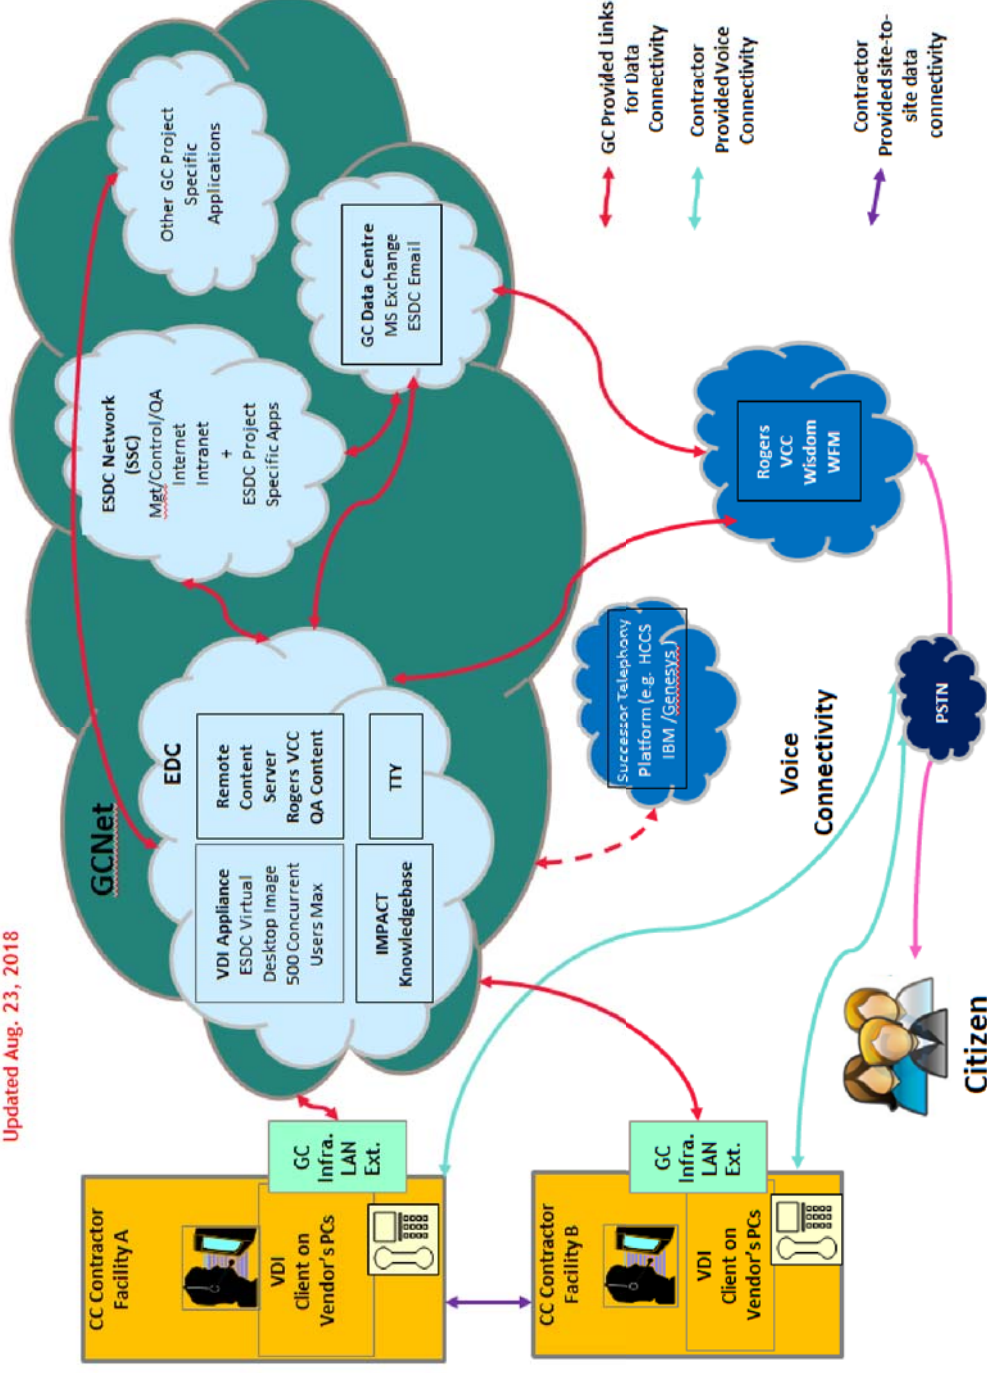 Updated Aug. 23, 2018
GCNet
EDC
VDI Appliance
ESDC Virtual
Desktop Image
500 Concurrent
Users Max
Remote
Content
Server
Rogers VCC
QA Content
IMPACT
Knowledgebase
TTY
ESDC Network
(SSC)
Mgt/Control/QA
Internet
Intranet
+
ESDC Project
Specific Apps
Other GC Project
Specific
Applications
GC Data Centre
MS Exchange
ESDC Email
CC Contractor
Facility A
VDI
Client on
Vendor's PCs
GC
Infra.
LAN
Ext.
CC Contractor
Facility B
VDI
Client on
Vendor's PCs
GC
Infra.
LAN
Ext.
Successor Telephony
Platform (e.g. HCCS
IBM /Genesys)
Rogers
VCC
Wisdom
WFM
Voice
Connectivity
PSTN
Citizen
GC Provided Links
for Data
Connectivity
Contractor
Provided Voice
Connectivity
Contractor
Provided site-to-
site data
connectivity